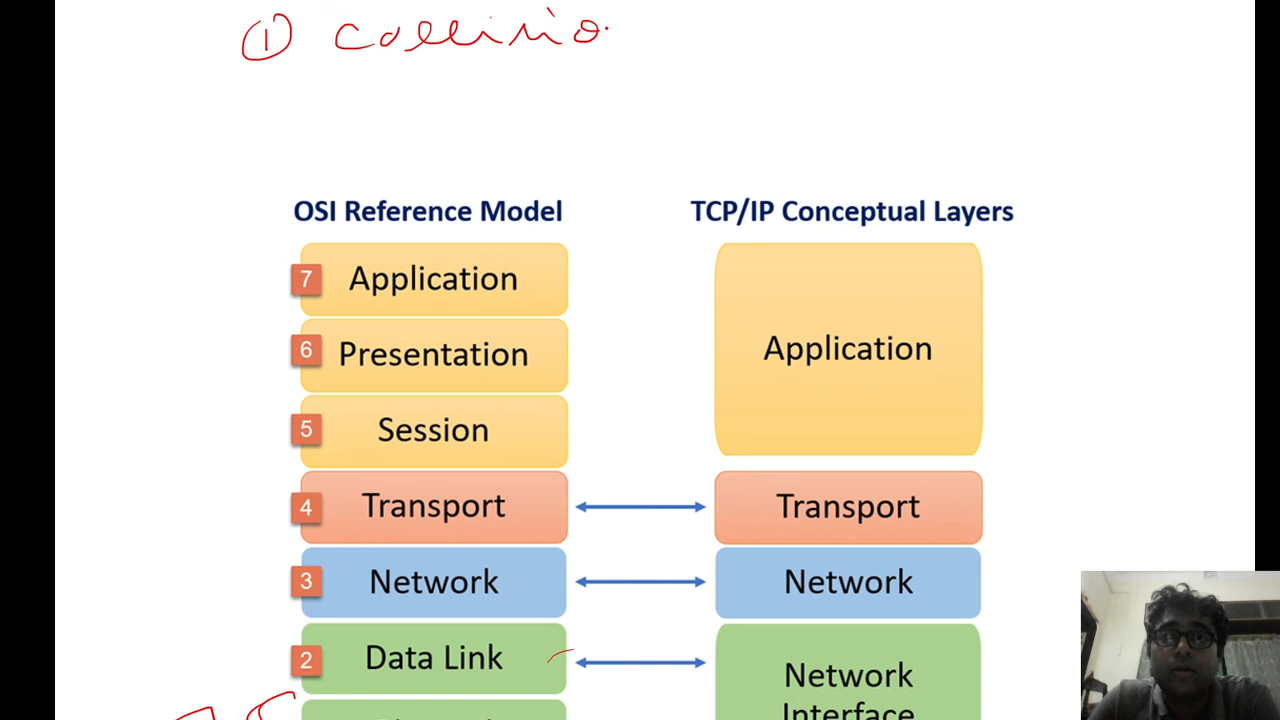 ① Collisio
OSI Reference Model
TCP/IP Conceptual Layers
7 Application
6 Presentation
5 Session
4 Transport
3 Network
2 Data Link
Application
Transport
Network
Network
Interface